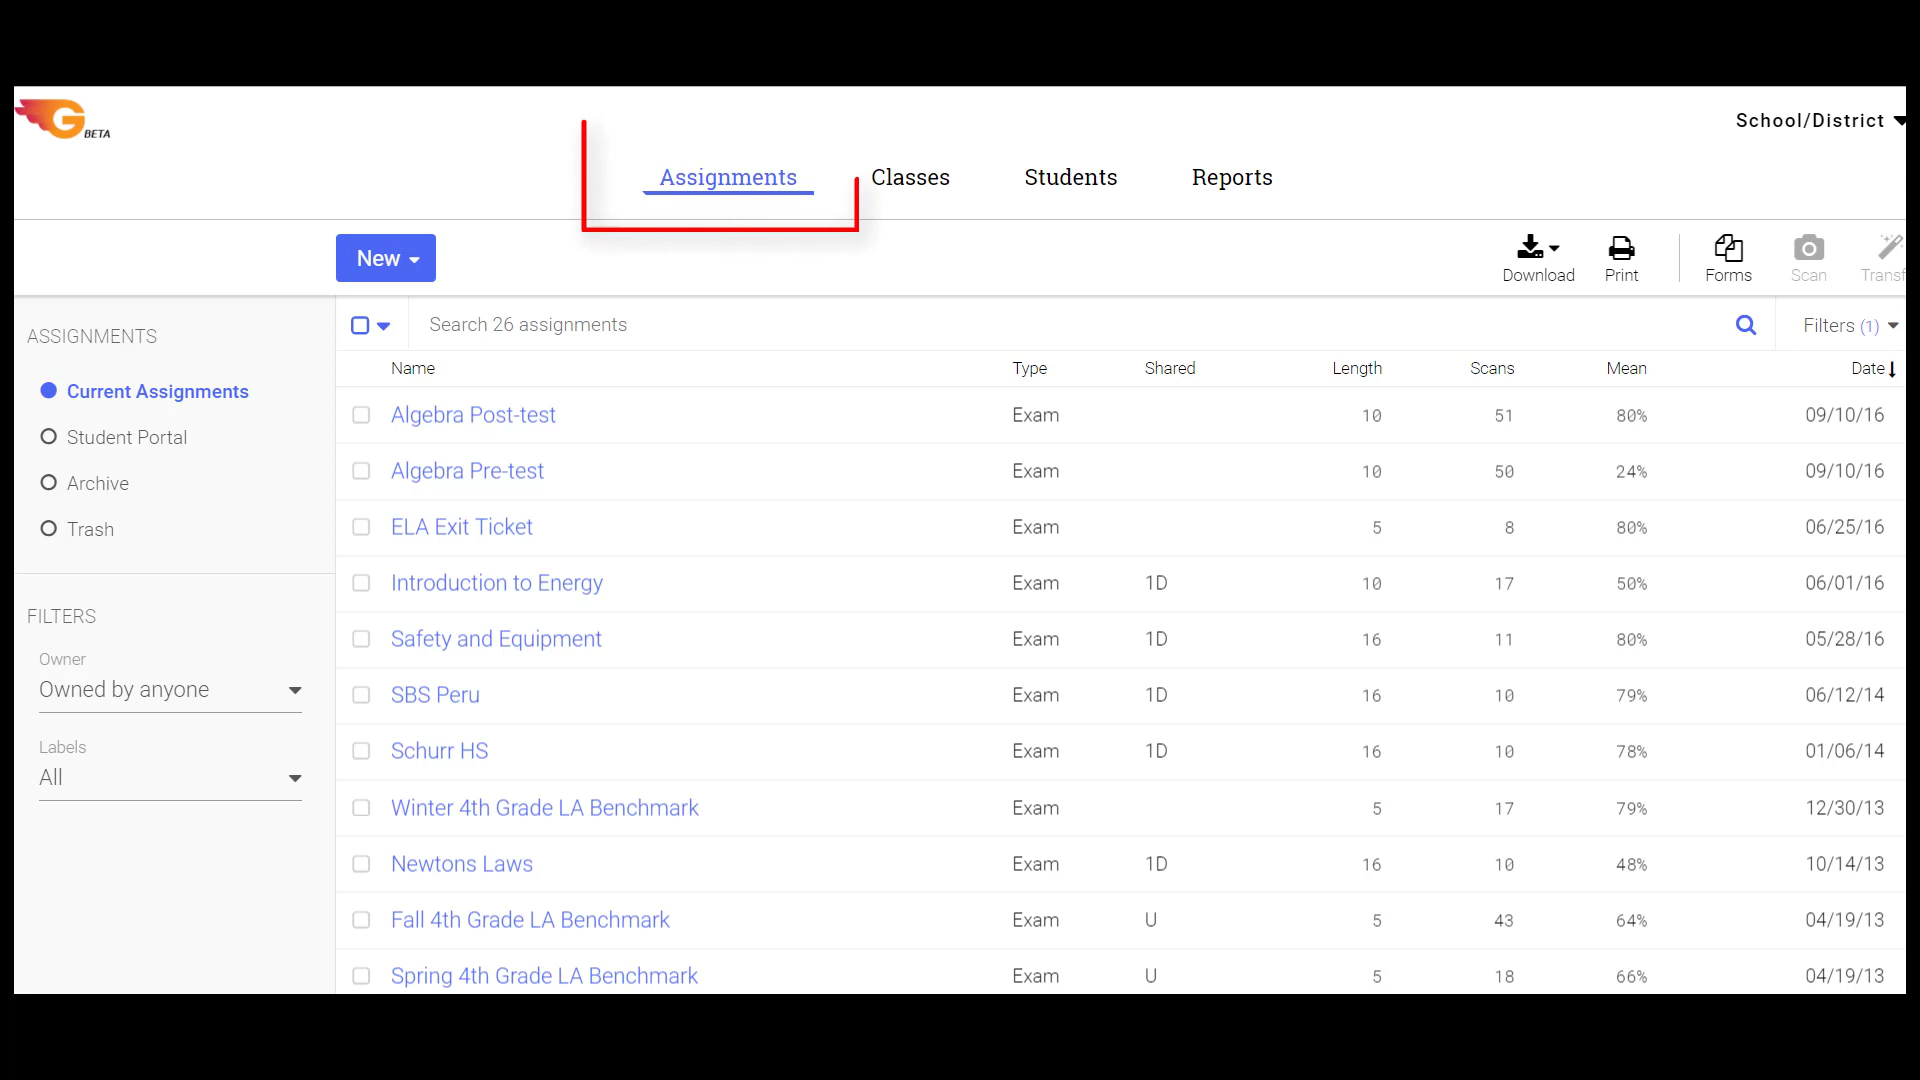 G BETA
School/District
Assignments Classes Students Reports
New
Download Print Forms Scan Transf
ASSIGNMENTS
Current Assignments
Student Portal
Archive
Trash
FILTERS
Owner
Owned by anyone
Labels
All
Search 26 assignments Filters (1)
Name Type Shared Length Scans Mean Date
Algebra Post-test Exam 10 51 80% 09/10/16
Algebra Pre-test Exam 10 50 24% 09/10/16
ELA Exit Ticket Exam 5 8 80% 06/25/16
Introduction to Energy Exam 1D 10 17 50% 06/01/16
Safety and Equipment Exam 1D 16 11 80% 05/28/16
SBS Peru Exam 1D 16 10 79% 06/12/14
Schurr HS Exam 1D 16 10 78% 01/06/14
Winter 4th Grade LA Benchmark Exam 5 17 79% 12/30/13
Newtons Laws Exam 1D 16 10 48% 10/14/13
Fall 4th Grade LA Benchmark Exam U 5 43 64% 04/19/13
Spring 4th Grade LA Benchmark Exam U 5 18 66% 04/19/13